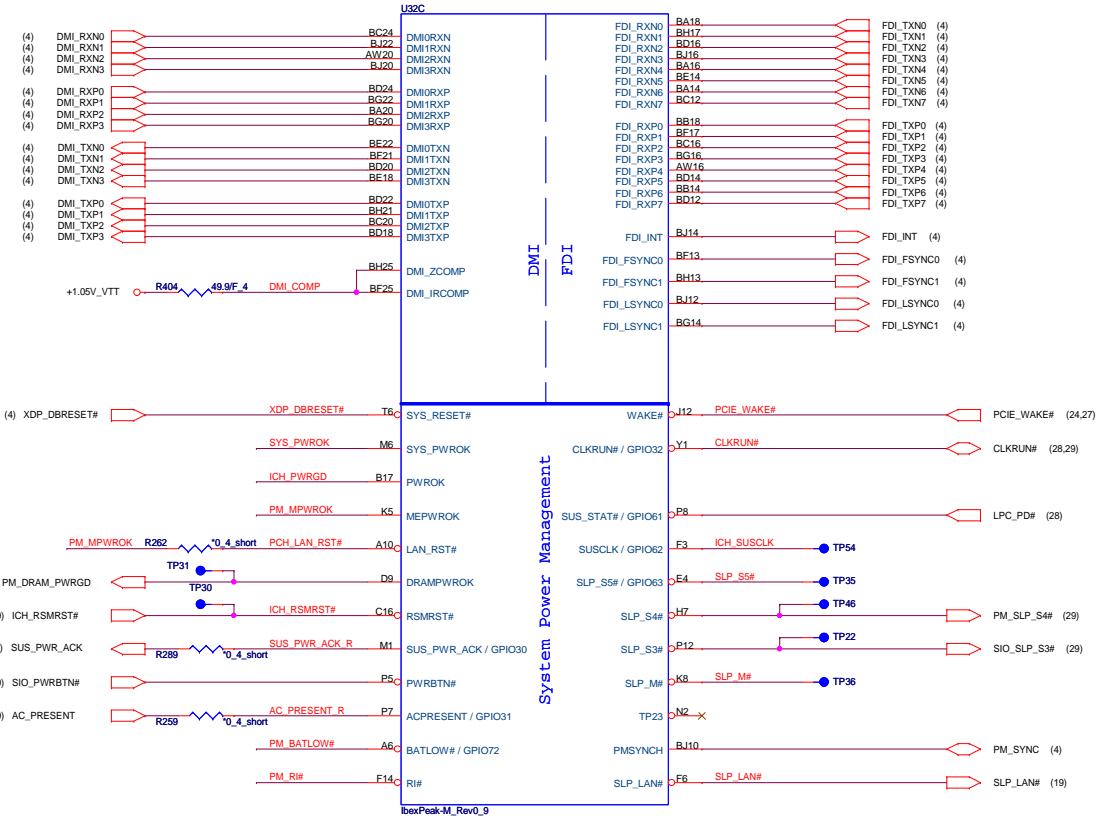 U32C
(4) DMI_RXN0 BC24 DMI0RXN
(4) DMI_RXN1 BJ22 DMI1RXN
(4) DMI_RXN2 AW20 DMI2RXN
(4) DMI_RXN3 BJ20 DMI3RXN
(4) DMI_RXP0 BD24 DMI0RXP
(4) DMI_RXP1 BG22 DMI1RXP
(4) DMI_RXP2 BA20 DMI2RXP
(4) DMI_RXP3 BG20 DMI3RXP
(4) DMI_TXN0 BE22 DMI0TXN
(4) DMI_TXN1 BF21 DMI1TXN
(4) DMI_TXN2 BD20 DMI2TXN
(4) DMI_TXN3 BE18 DMI3TXN
(4) DMI_TXP0 BD22 DMI0TXP
(4) DMI_TXP1 BH21 DMI1TXP
(4) DMI_TXP2 BC20 DMI2TXP
(4) DMI_TXP3 BD18 DMI3TXP
BH25 DMI_ZCOMP
+1.05V_VTT R404 49.9/F_4 DMI_COMP BF25 DMI_IRCOMP
DMI
FDI
FDI_RXN0 BA18 FDI_TXN0 (4)
FDI_RXN1 BH17 FDI_TXN1 (4)
FDI_RXN2 BD16 FDI_TXN2 (4)
FDI_RXN3 BJ16 FDI_TXN3 (4)
FDI_RXN4 BA16 FDI_TXN4 (4)
FDI_RXN5 BE14 FDI_TXN5 (4)
FDI_RXN6 BA14 FDI_TXN6 (4)
FDI_RXN7 BC12 FDI_TXN7 (4)
FDI_RXP0 BB18 FDI_TXP0 (4)
FDI_RXP1 BF17 FDI_TXP1 (4)
FDI_RXP2 BC16 FDI_TXP2 (4)
FDI_RXP3 BG16 FDI_TXP3 (4)
FDI_RXP4 AW16 FDI_TXP4 (4)
FDI_RXP5 BD14 FDI_TXP5 (4)
FDI_RXP6 BB14 FDI_TXP6 (4)
FDI_RXP7 BD12 FDI_TXP7 (4)
FDI_INT BJ14 FDI_INT (4)
FDI_FSYNC0 BF13 FDI_FSYNC0 (4)
FDI_FSYNC1 BH13 FDI_FSYNC1 (4)
FDI_LSYNC0 BJ12 FDI_LSYNC0 (4)
FDI_LSYNC1 BG14 FDI_LSYNC1 (4)
(4) XDP_DBRESET# XDP_DBRESET# T6 SYS_RESET#
SYS_PWROK M6 SYS_PWROK
ICH_PWRGD B17 PWROK
PM_MPWROK K5 MEPWROK
PM_MPWROK R262 *0_4_short PCH_LAN_RST# A10 LAN_RST#
TP31
PM_DRAM_PWRGD D9 DRAMPWROK
TP30
) ICH_RSMRST# ICH_RSMRST# C16 RSMRST#
) SUS_PWR_ACK R289 *0_4_short SUS_PWR_ACK_R M1 SUS_PWR_ACK / GPIO30
) SIO_PWRBTN# P5 PWRBTN#
) AC_PRESENT R259 *0_4_short AC_PRESENT_R P7 ACPRESENT / GPIO31
PM_BATLOW# A6 BATLOW# / GPIO72
PM_RI# F14 RI#
System Power Management
WAKE# J12 PCIE_WAKE# PCIE_WAKE# (24,27)
CLKRUN# / GPIO32 Y1 CLKRUN# CLKRUN# (28,29)
SUS_STAT# / GPIO61 P8 LPC_PD# (28)
SUSCLK / GPIO62 F3 ICH_SUSCLK TP54
SLP_S5# / GPIO63 E4 SLP_S5# TP35
TP46
SLP_S4# H7 PM_SLP_S4# (29)
TP22
SLP_S3# P12 SIO_SLP_S3# (29)
SLP_M# K8 SLP_M# TP36
TP23 N2
PMSYNCH BJ10 PM_SYNC (4)
SLP_LAN# F6 SLP_LAN# SLP_LAN# (19)
IbexPeak-M_Rev0_9